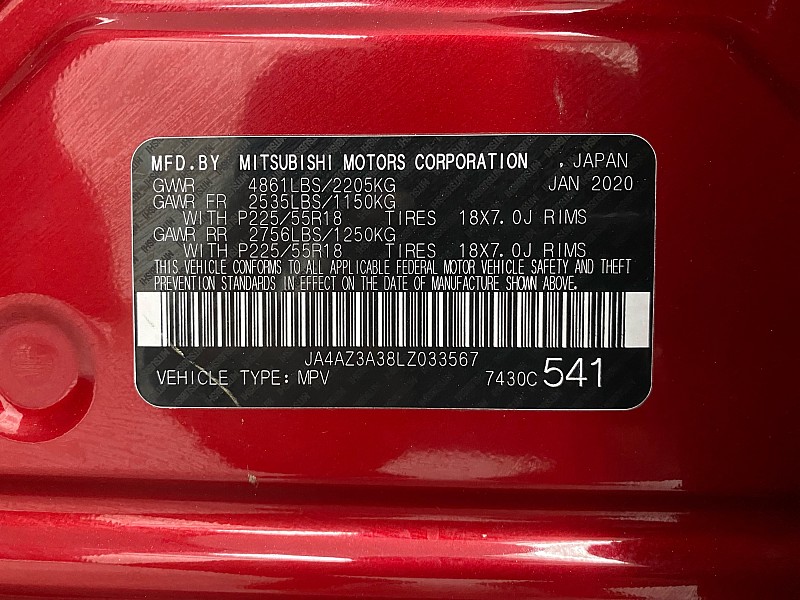 MFD.BY MITSUBISHI MOTORS CORPORATION , JAPAN
GWR 4861LBS/2205KG JAN 2020
GAWR FR 2535LBS/1150KG
WITH P225/55R18 TIRES 18X7.0J RIMS
GAWR RR 2756LBS/1250KG
WITH P225/55R18 TIRES 18X7.0J RIMS
THIS VEHICLE CONFORMS TO ALL APPLICABLE FEDERAL MOTOR VEHICLE SAFETY AND THEFT
PREVENTION STANDARDS IN EFFECT ON THE DATE OF MANUFACTURE SHOWN ABOVE.
JA4AZ3A38LZ033567
VEHICLE TYPE: MPV 7430C 541